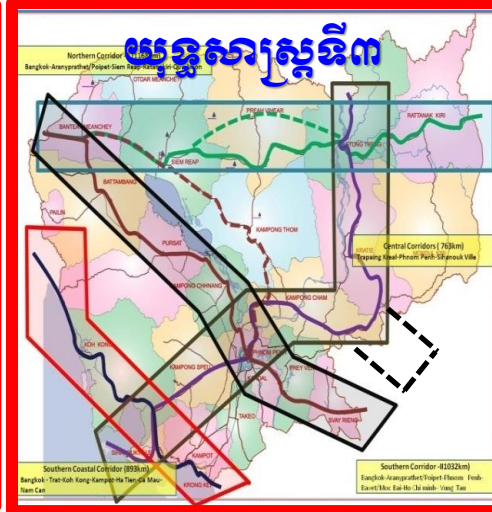 យុទ្ធសាស្ត្រទី៣
Northern Corridor
Bangkok-Aranyprathet/Poipet-Siem Reap-
OTDAR MEANCHEY
PREAH VIHEAR
RATTANAK KIRI
BANTEAY MEANCHEY
STUNG TRENG
SIEM REAP
BATTAMBANG
PAILIN
KAMPONG THOM
PURSAT
KRATIE
Central Corridors ( 763km)
Trapaing Kreal-Phnom Penh-Sihanouk Ville
KAMPONG CHHNANG
KAMPONG CHAM
KOH KONG
PHNOM PENH
KAMPONG SPEU
PREY VENG
KANDAL
SVAY RIENG
TAKEO
KAMPOT
KRONG KEP
Southern Coastal Corridor (893km)
Bangkok - Trat-Koh Kong-Kampot-Ha Tien-Ca Mau-
Nam Can
Southern Corridor -II1032km)
Bangkok-Aranyprathet/Poipet-Phnom Penh-
Bavet/Moc Bai-Ho Chi minh- Vung Tau